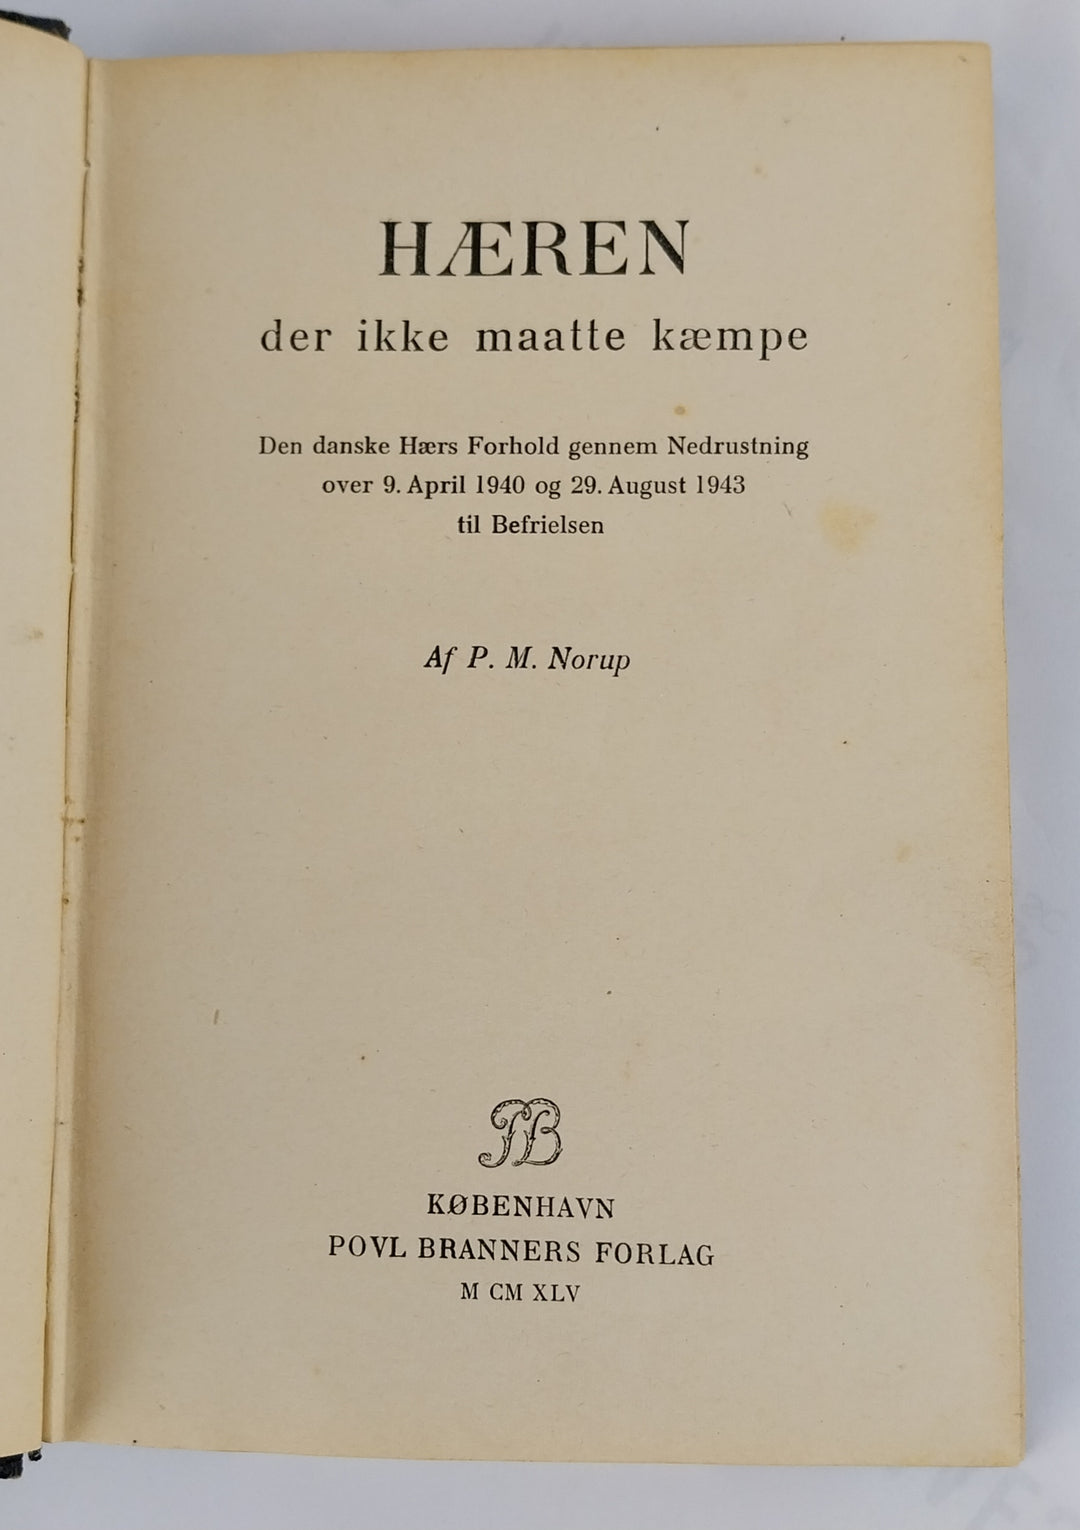 HÆREN
der ikke maatte kæmpe
Den danske Hærs Forhold gennem Nedrustning
over 9. April 1940 og 29. August 1943
til Befrielsen
Af P. M. Norup
PB
KØBENHAVN
POVL BRANNERS FORLAG
M CM XLV